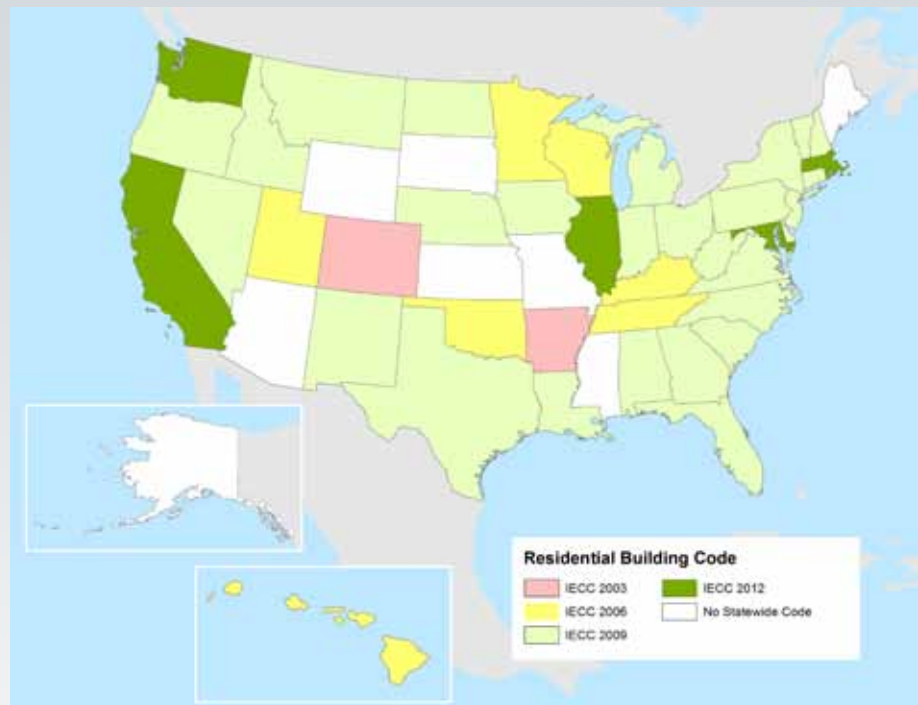 Residential Building Code
IECC 2003
IECC 2006
IECC 2009
IECC 2012
No Statewide Code